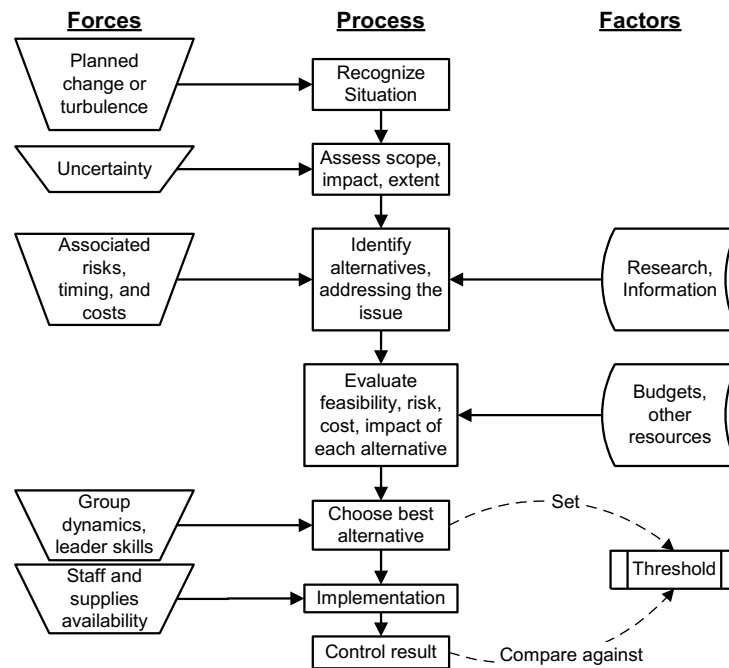 Forces
Process
Factors
Planned
change or
turbulence
Recognize
Situation
Uncertainty
Assess scope,
impact, extent
Associated
risks,
timing, and
costs
Identify
alternatives,
addressing the
issue
Research,
Information
Evaluate
feasibility, risk,
cost, impact of
each alternative
Budgets,
other
resources
Group
dynamics,
leader skills
Choose best
alternative
Set
Threshold
Staff and
supplies
availability
Implementation
Control result
Compare against